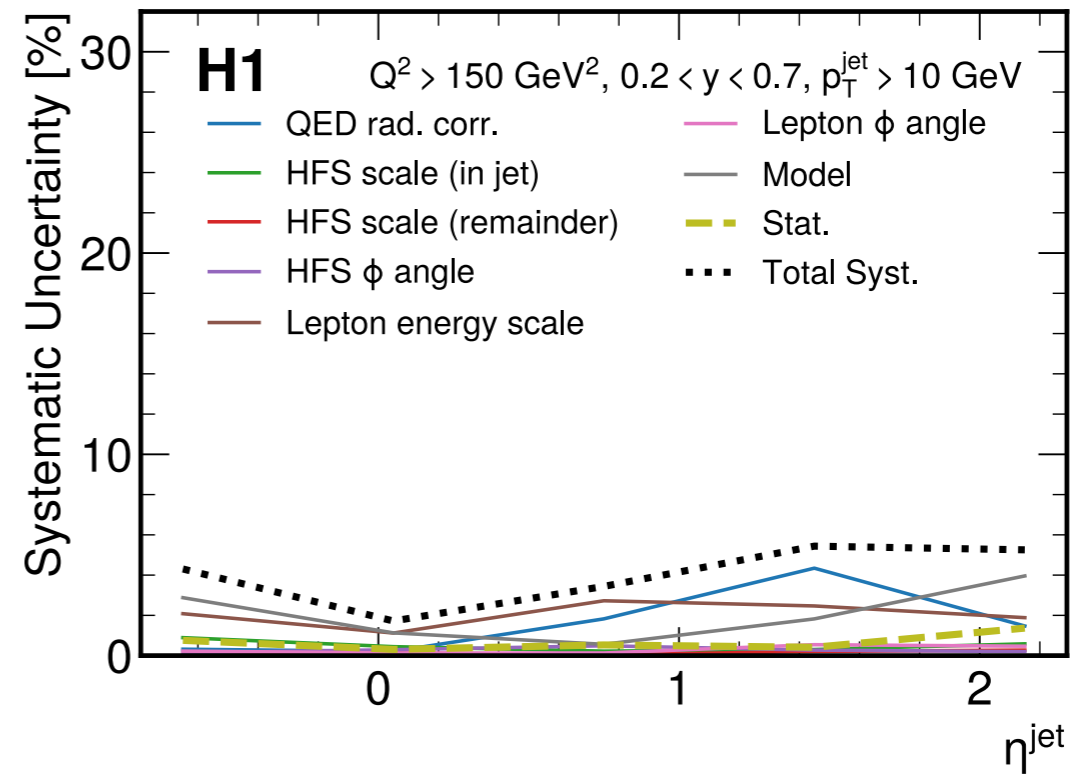 Systematic Uncertainty [%]
30
20
10
0
H1
Q² > 150 GeV², 0.2 < y < 0.7, p_T^jet > 10 GeV
QED rad. corr.
HFS scale (in jet)
HFS scale (remainder)
HFS ϕ angle
Lepton energy scale
Lepton ϕ angle
Model
Stat.
Total Syst.
0 1 2
η^jet